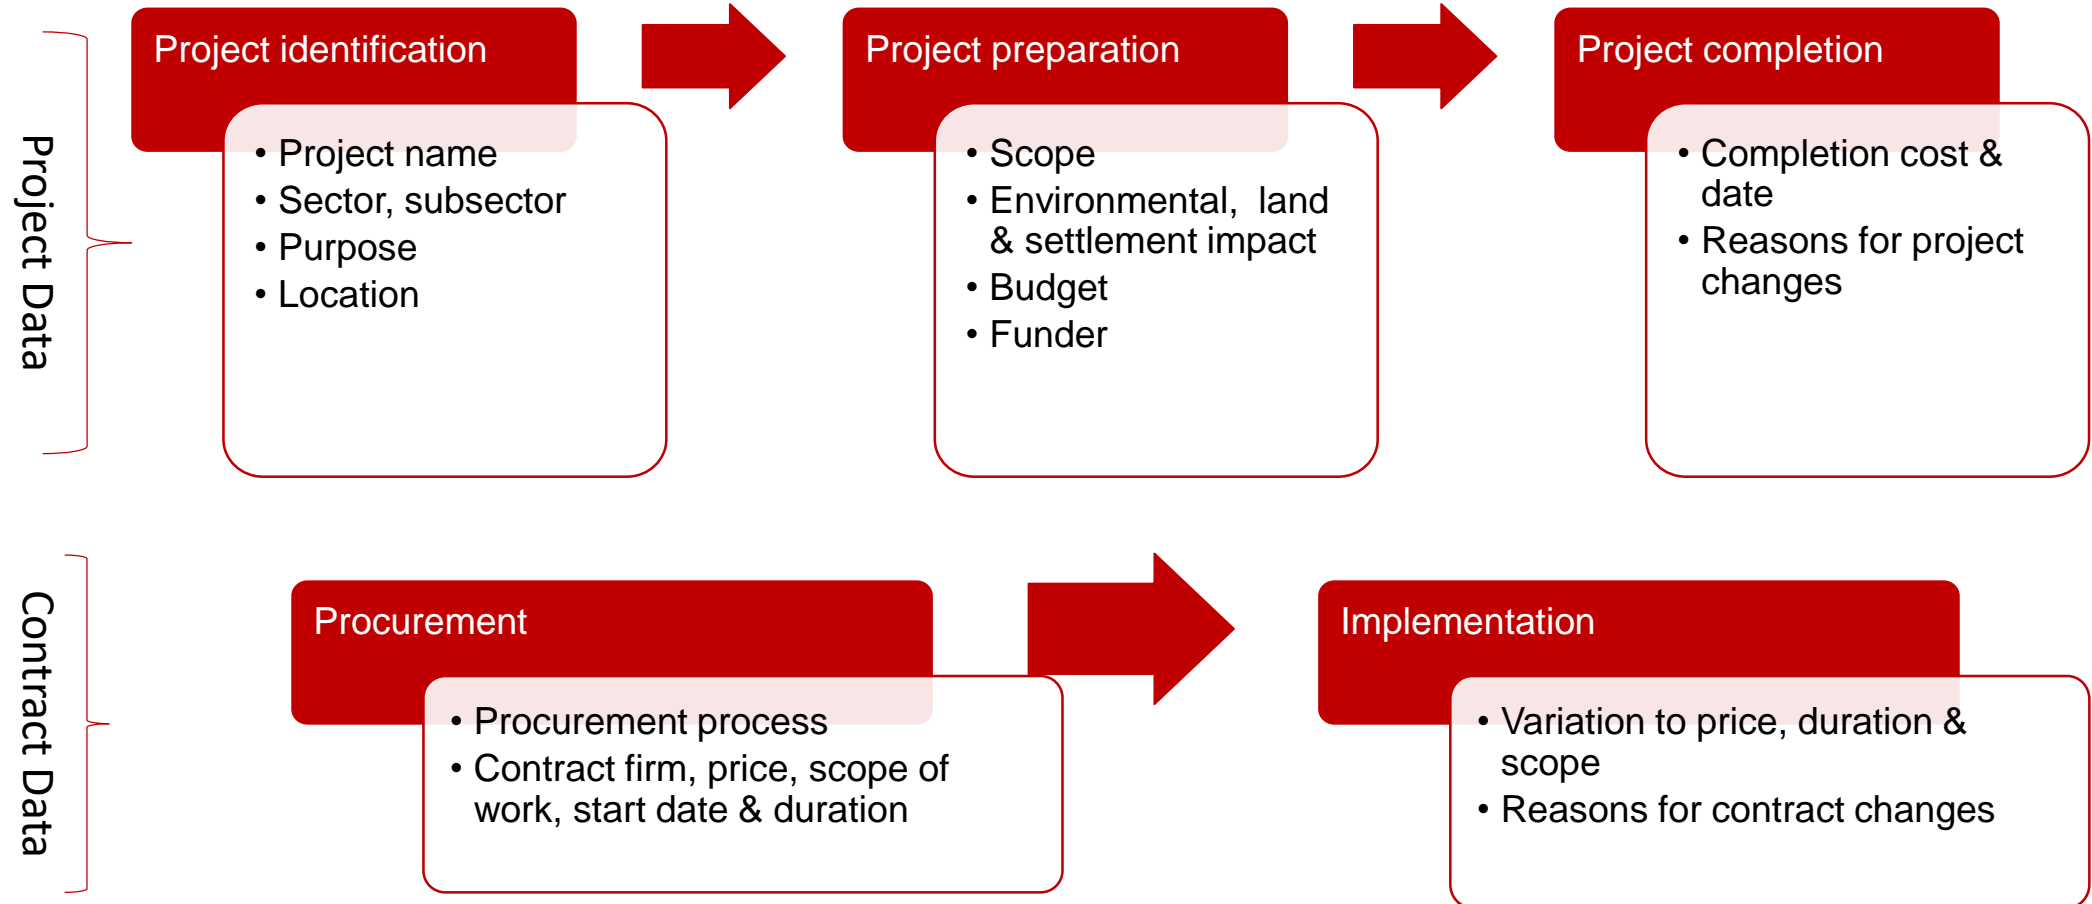 Project Data
Project identification
• Project name
• Sector, subsector
• Purpose
• Location
Project preparation
• Scope
• Environmental, land
& settlement impact
• Budget
• Funder
Project completion
• Completion cost &
date
• Reasons for project
changes
Contract Data
Procurement
• Procurement process
• Contract firm, price, scope of
work, start date & duration
Implementation
• Variation to price, duration &
scope
• Reasons for contract changes